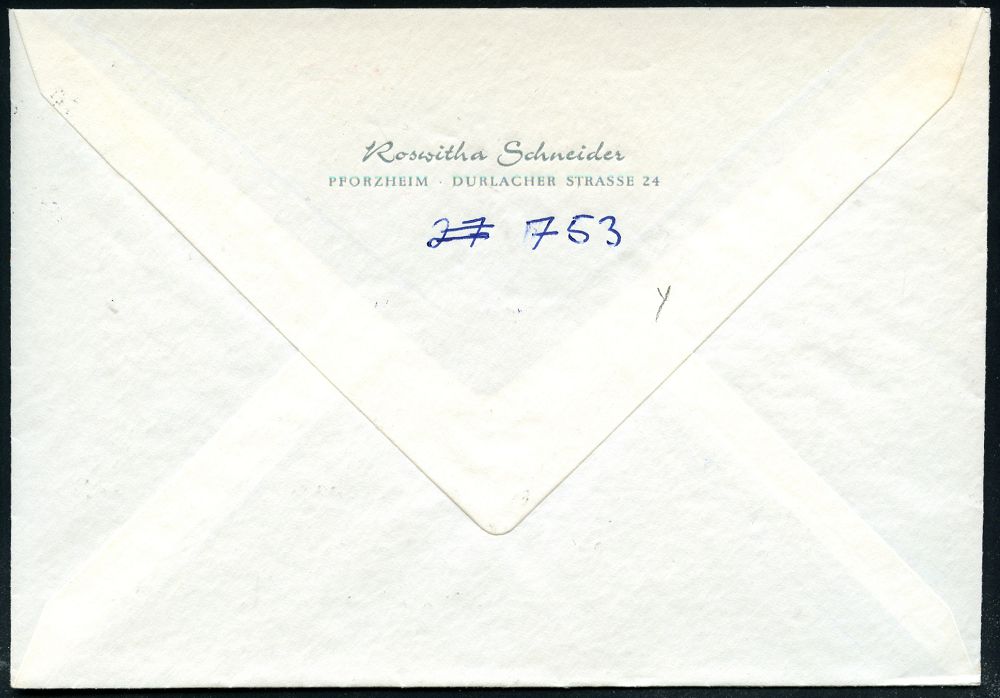 Roswitha Schneider
PFORZHEIM · DURLACHER STRASSE 24
27 753
y